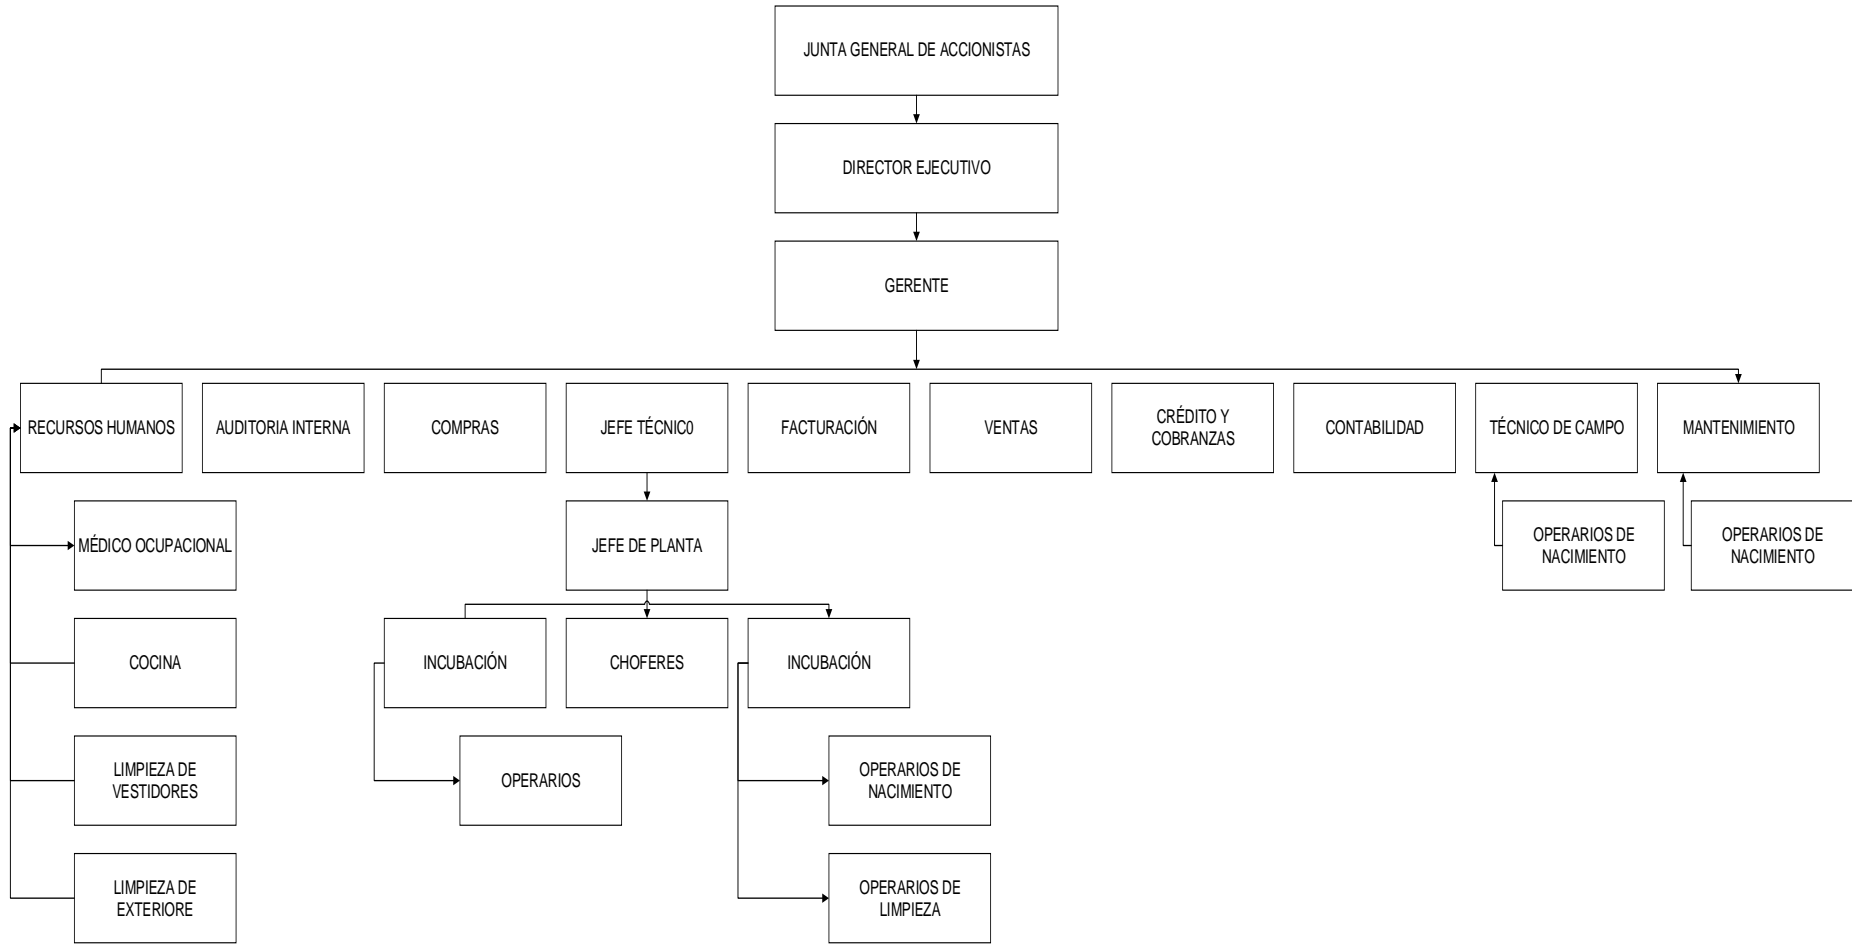 JUNTA GENERAL DE ACCIONISTAS
DIRECTOR EJECUTIVO
GERENTE
RECURSOS HUMANOS
AUDITORIA INTERNA
COMPRAS
JEFE TÉCNIC0
FACTURACIÓN
VENTAS
CRÉDITO Y
COBRANZAS
CONTABILIDAD
TÉCNICO DE CAMPO
MANTENIMIENTO
MÉDICO OCUPACIONAL
JEFE DE PLANTA
OPERARIOS DE
NACIMIENTO
OPERARIOS DE
NACIMIENTO
COCINA
INCUBACIÓN
CHOFERES
INCUBACIÓN
LIMPIEZA DE
VESTIDORES
OPERARIOS
OPERARIOS DE
NACIMIENTO
LIMPIEZA DE
EXTERIORE
OPERARIOS DE
LIMPIEZA